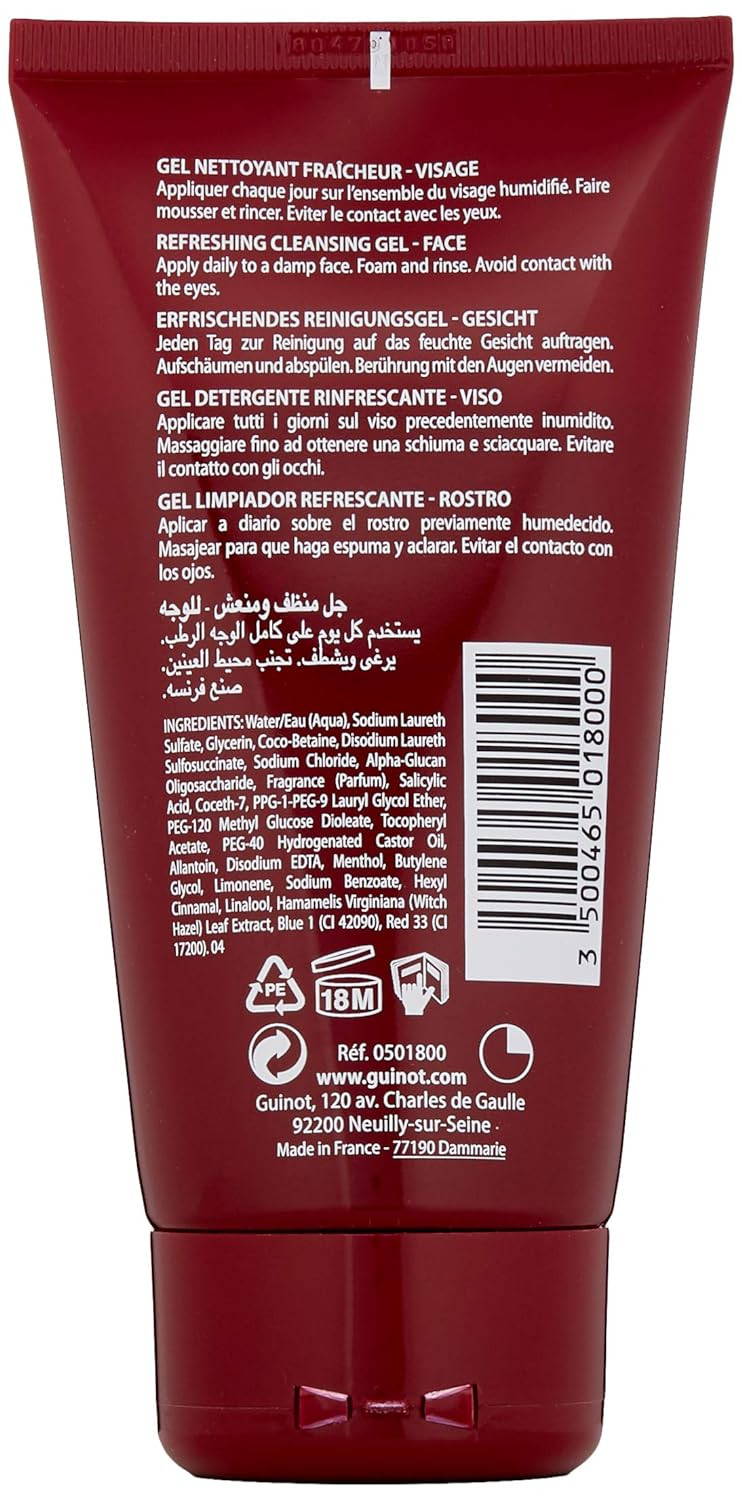 GEL NETTOYANT FRAÎCHEUR - VISAGE
Appliquer chaque jour sur l'ensemble du visage humidifié. Faire
mousser et rincer. Eviter le contact avec les yeux.
REFRESHING CLEANSING GEL - FACE
Apply daily to a damp face. Foam and rinse. Avoid contact with
the eyes.
ERFRISCHENDES REINIGUNGSGEL - GESICHT
Jeden Tag zur Reinigung auf das feuchte Gesicht auftragen.
Aufschäumen und abspülen. Berührung mit den Augen vermeiden.
GEL DETERGENTE RINFRESCANTE - VISO
Applicare tutti i giorni sul viso precedentemente inumidito.
Massaggiare fino ad ottenere una schiuma e sciacquare. Evitare
il contatto con gli occhi.
GEL LIMPIADOR REFRESCANTE - ROSTRO
Aplicar a diario sobre el rostro previamente humedecido.
Masajear para que haga espuma y aclarar. Evitar el contacto con
los ojos.
جل منظف ومنعش - للوجه
يستخدم كل يوم على كامل الوجه الرطب.
يرغى ويشطف. تجنب محيط العينين.
صنع فرنسه.
INGREDIENTS: Water/Eau (Aqua), Sodium Laureth
Sulfate, Glycerin, Coco-Betaine, Disodium Laureth
Sulfosuccinate, Sodium Chloride, Alpha-Glucan
Oligosaccharide, Fragrance (Parfum), Salicylic
Acid, Coceth-7, PPG-1-PEG-9 Lauryl Glycol Ether,
PEG-120 Methyl Glucose Dioleate, Tocopheryl
Acetate, PEG-40 Hydrogenated Castor Oil,
Allantoin, Disodium EDTA, Menthol, Butylene
Glycol, Limonene, Sodium Benzoate, Hexyl
Cinnamal, Linalool, Hamamelis Virginiana (Witch
Hazel) Leaf Extract, Blue 1 (CI 42090), Red 33 (CI
17200). 04
3 500465 018000
PE
18M
Réf. 0501800
www.guinot.com
Guinot, 120 av. Charles de Gaulle
92200 Neuilly-sur-Seine
Made in France - 77190 Dammarie